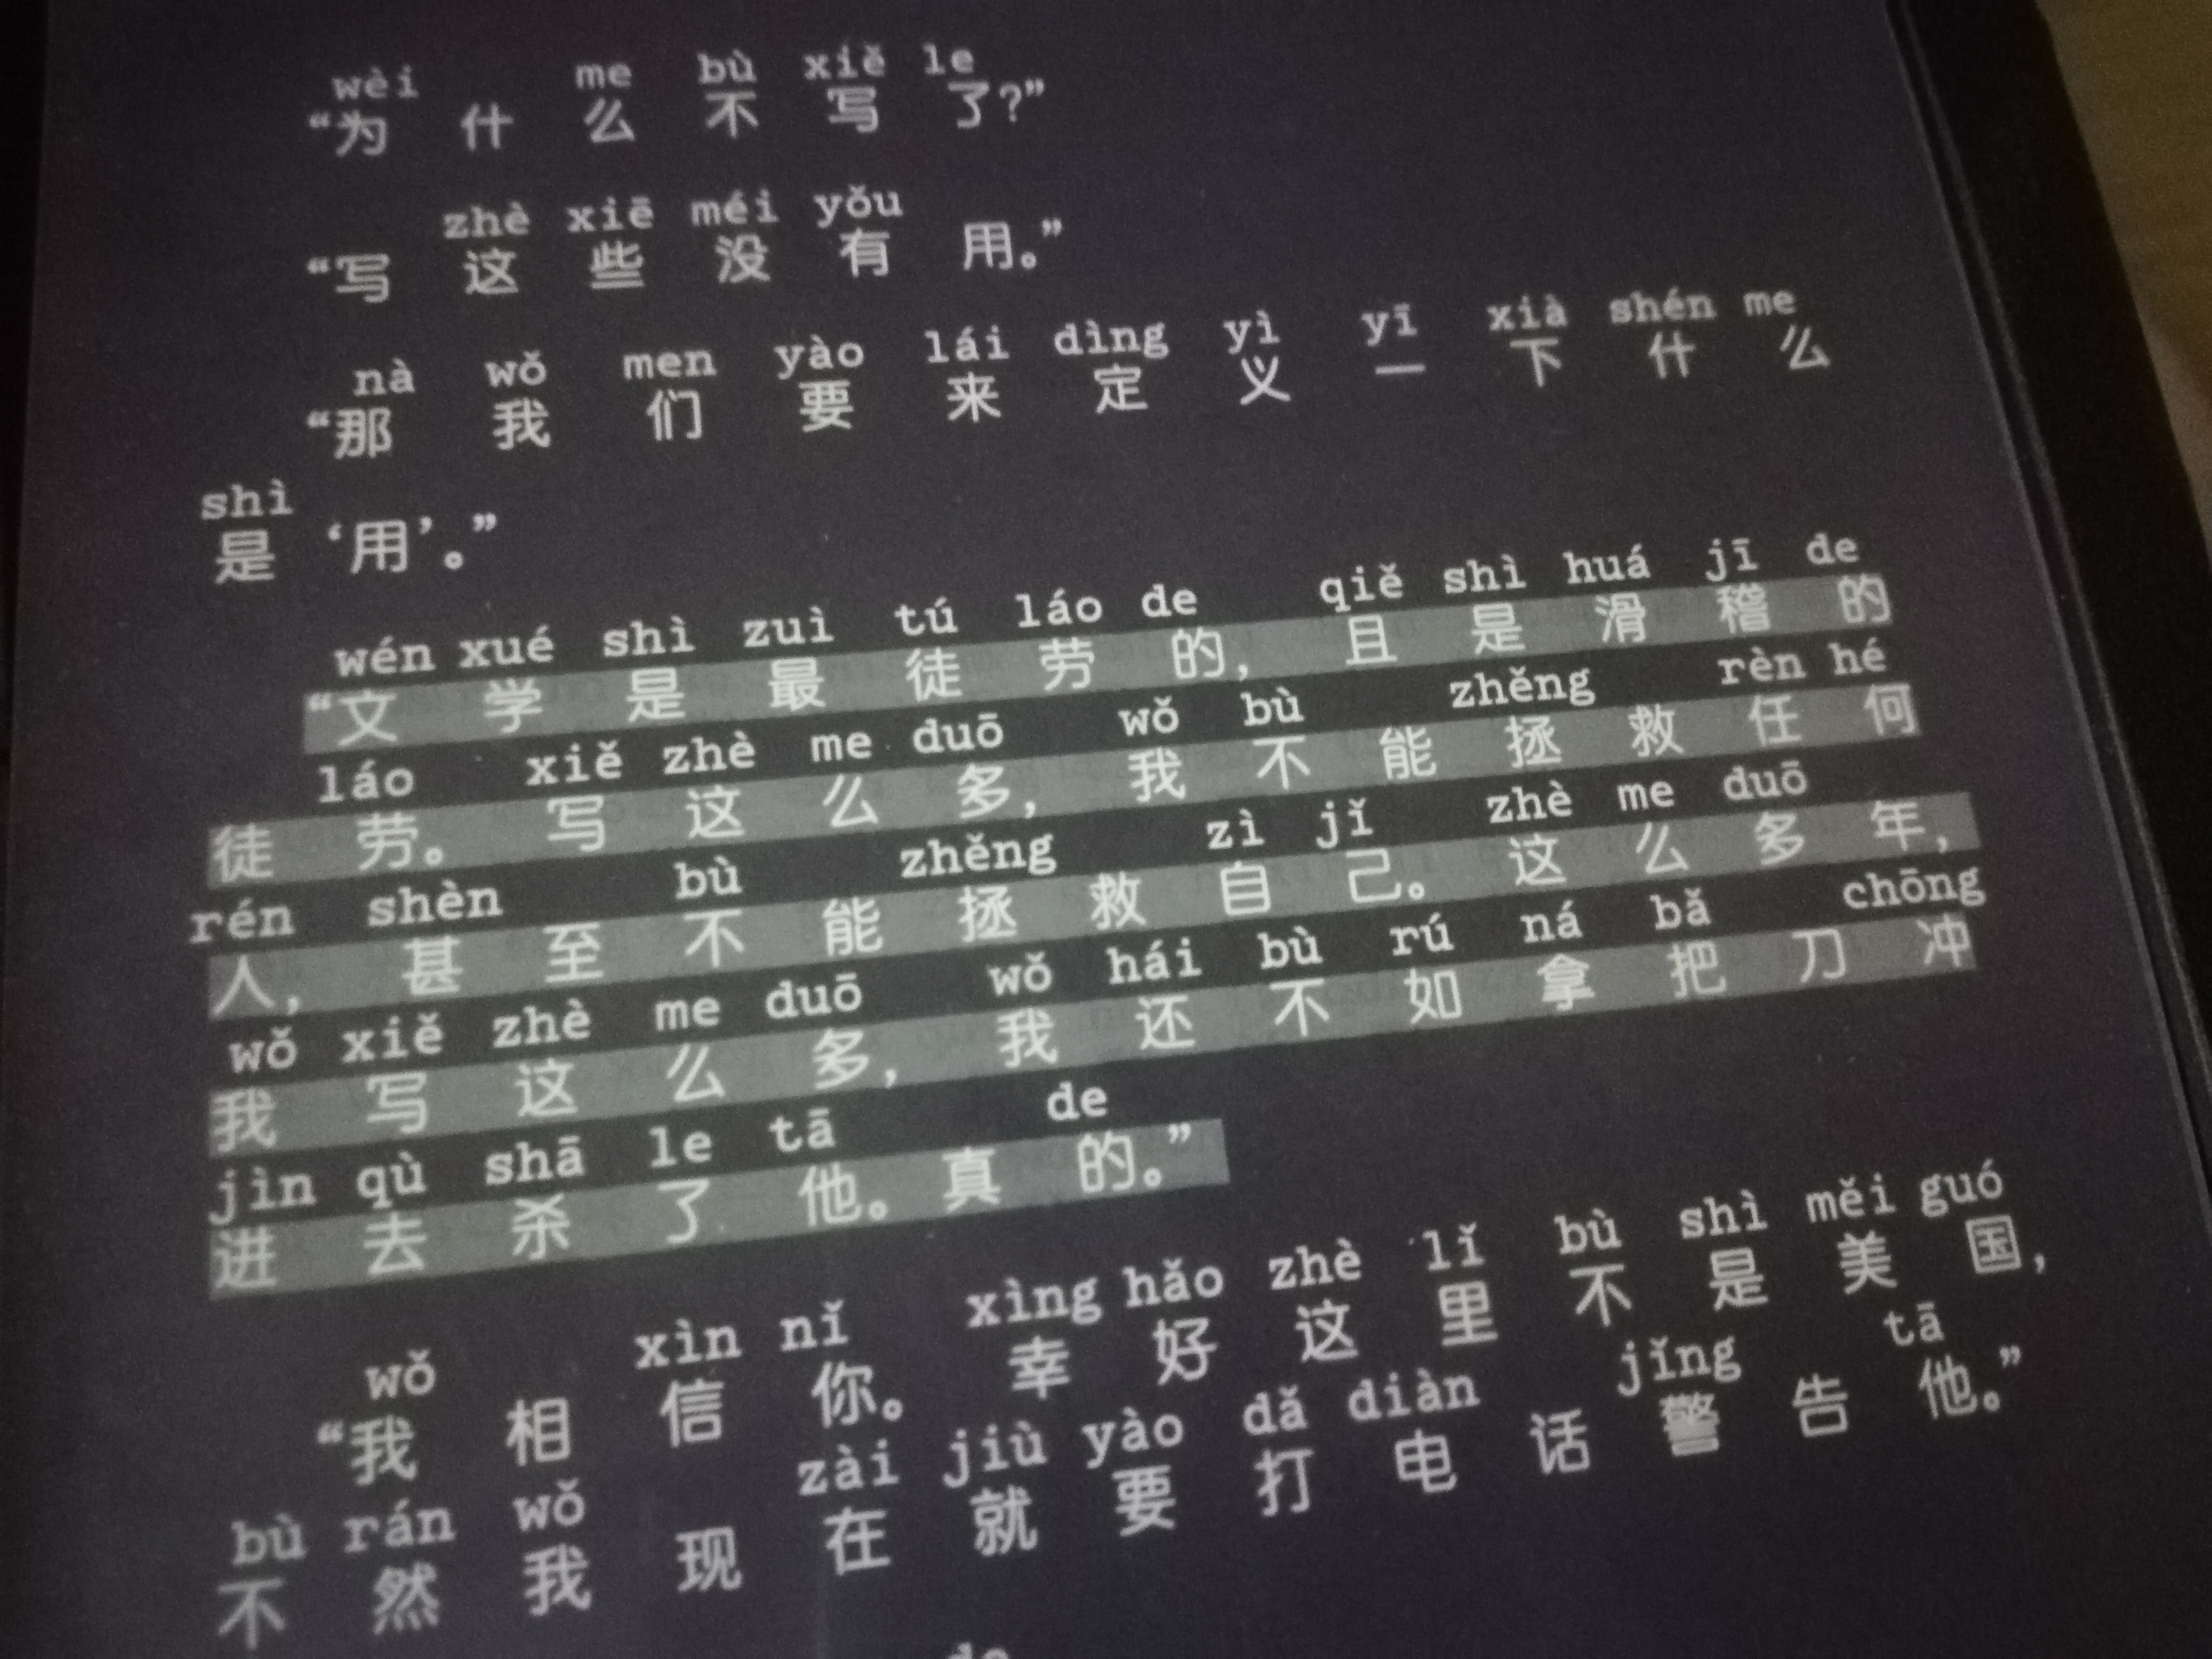 wèi me bù xiě le
“为什么不写了？”
zhè xiē méi yǒu
“写这些没有用。”
nà wǒ men yào lái dìng yì yī xià shén me
“那我们要来定义一下什么
shì
是‘用’。”
wén xué shì zuì tú láo de qiě shì huá jī de
“文学是最徒劳的，且是滑稽的
láo xiě zhè me duō wǒ bù zhěng rèn hé
徒劳。写这么多，我不能拯救任何
rén shèn bù zhěng zì jǐ zhè me duō
人，甚至不能拯救自己。这么多年，
wǒ xiě zhè me duō wǒ hái bù rú ná bǎ chōng
我写这么多，我还不如拿把刀冲
jìn qù shā le tā de
进去杀了他。真的。”
wǒ xìn nǐ xìng hǎo zhè lǐ bù shì měi guó
“我相信你。幸好这里不是美国，
bù rán wǒ zài jiù yào dǎ diàn jǐng tā
不然我现在就要打电话警告他。”
de